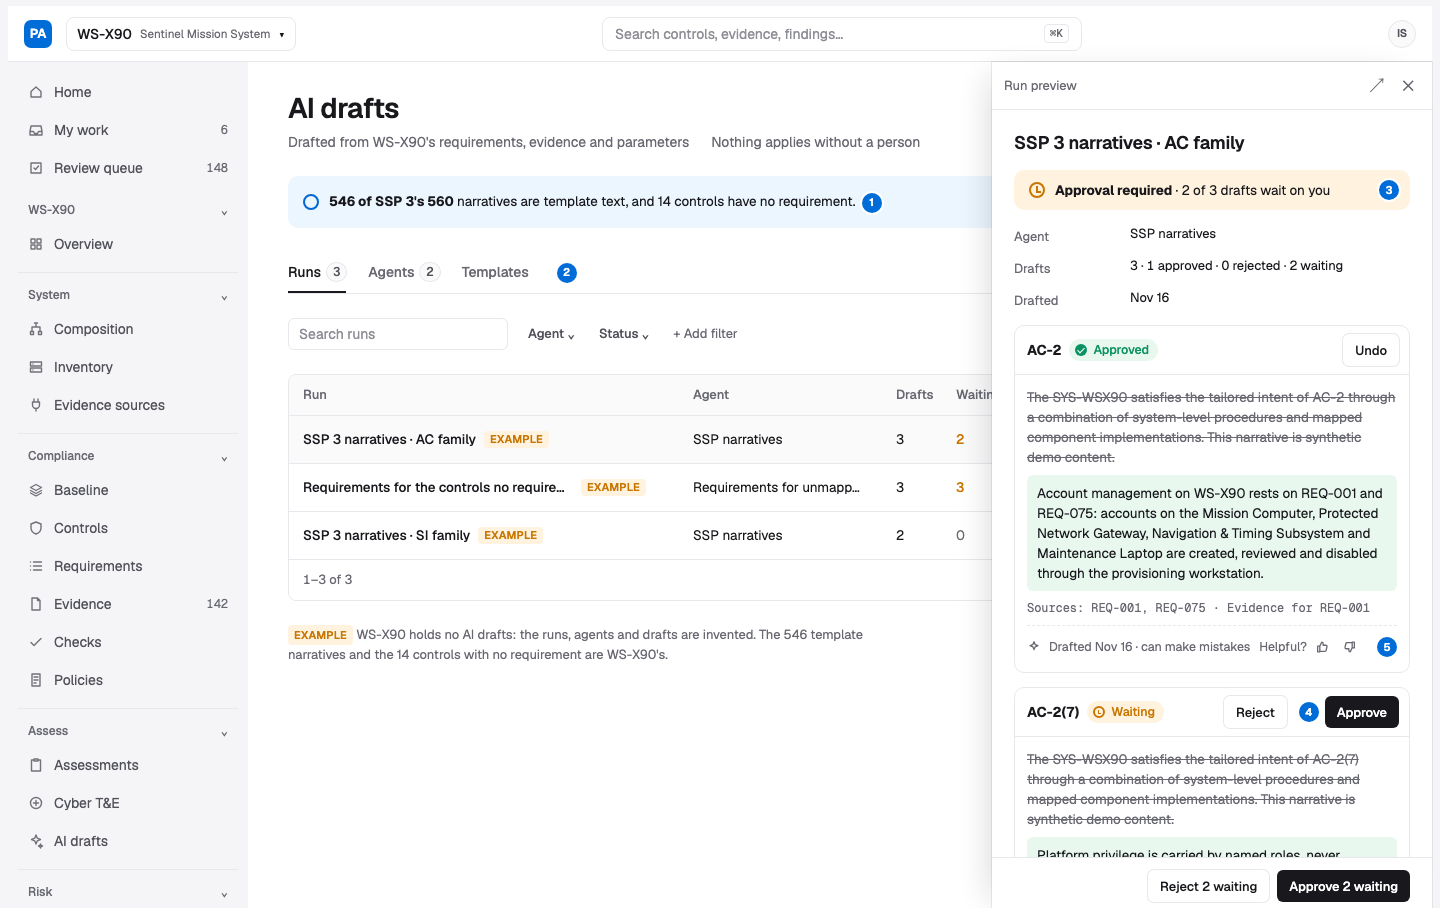 PA
WS-X90 Sentinel Mission System
Search controls, evidence, findings... ⌘K
IS
Home
My work 6
Review queue 148
WS-X90
Overview
System
Composition
Inventory
Evidence sources
Compliance
Baseline
Controls
Requirements
Evidence 142
Checks
Policies
Assess
Assessments
Cyber T&E
AI drafts
Risk
AI drafts
Drafted from WS-X90's requirements, evidence and parameters Nothing applies without a person
546 of SSP 3's 560 narratives are template text, and 14 controls have no requirement. 1
Runs 3 Agents 2 Templates 2
Search runs Agent Status + Add filter
Run Agent Drafts Waitin
SSP 3 narratives · AC family EXAMPLE SSP narratives 3 2
Requirements for the controls no require... EXAMPLE Requirements for unmapp... 3 3
SSP 3 narratives · SI family EXAMPLE SSP narratives 2 0
1–3 of 3
EXAMPLE WS-X90 holds no AI drafts: the runs, agents and drafts are invented. The 546 template
narratives and the 14 controls with no requirement are WS-X90's.
Run preview
SSP 3 narratives · AC family
Approval required · 2 of 3 drafts wait on you 3
Agent SSP narratives
Drafts 3 · 1 approved · 0 rejected · 2 waiting
Drafted Nov 16
AC-2 Approved Undo
The SYS-WSX90 satisfies the tailored intent of AC-2 through
a combination of system-level procedures and mapped
component implementations. This narrative is synthetic
demo content.
Account management on WS-X90 rests on REQ-001 and
REQ-075: accounts on the Mission Computer, Protected
Network Gateway, Navigation & Timing Subsystem and
Maintenance Laptop are created, reviewed and disabled
through the provisioning workstation.
Sources: REQ-001, REQ-075 · Evidence for REQ-001
Drafted Nov 16 · can make mistakes Helpful? 5
AC-2(7) Waiting Reject 4 Approve
The SYS-WSX90 satisfies the tailored intent of AC-2(7)
through a combination of system-level procedures and
mapped component implementations. This narrative is
synthetic demo content.
Platform privilege is carried by named roles, never
Reject 2 waiting Approve 2 waiting